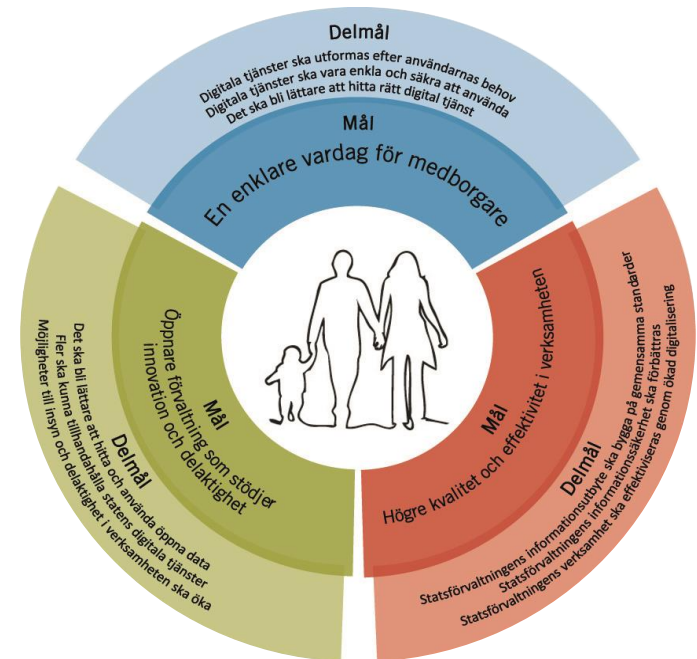 Delmål
Digitala tjänster ska utformas efter användarnas behov
Digitala tjänster ska vara enkla och säkra att använda
Det ska bli lättare att hitta rätt digital tjänst
Mål
En enklare vardag för medborgare
Mål
Högre kvalitet och effektivitet i verksamheten
Delmål
Statsförvaltningens informationsutbyte ska bygga på gemensamma standarder
Statsförvaltningens informationssäkerhet ska förbättras
Statsförvaltningens verksamhet ska effektiviseras genom ökad digitalisering
Mål
Öppnare förvaltning som stödjer
innovation och delaktighet
Delmål
Det ska bli lättare att hitta och använda öppna data
Fler ska kunna tillhandahålla statens digitala tjänster
Möjligheter till insyn och delaktighet i verksamheten ska öka